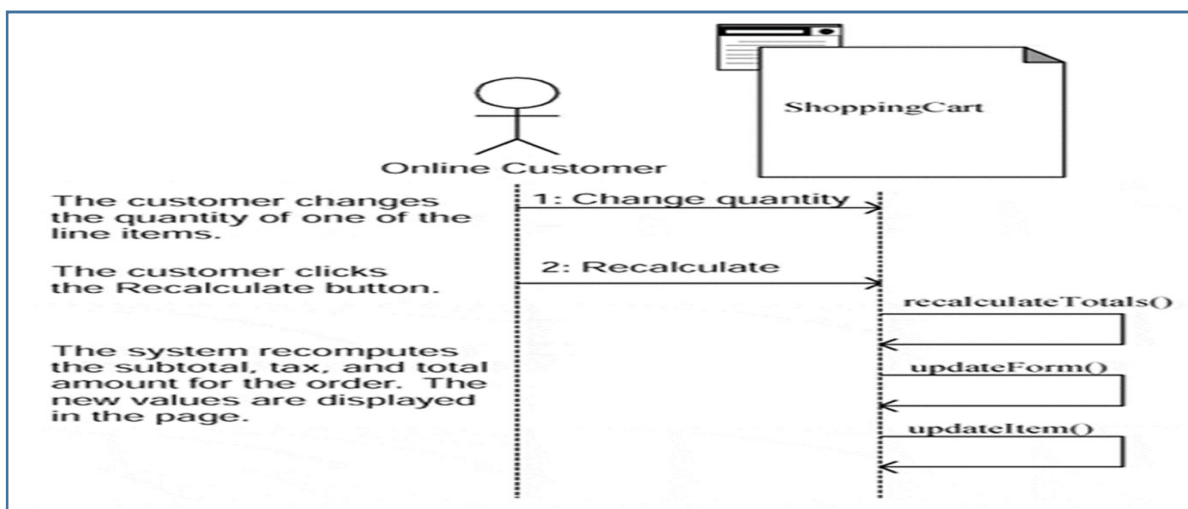 ShoppingCart
Online Customer
The customer changes
the quantity of one of the
line items.
1: Change quantity
The customer clicks
the Recalculate button.
2: Recalculate
recalculateTotals()
The system recomputes
the subtotal, tax, and total
amount for the order. The
new values are displayed
in the page.
updateForm()
updateItem()